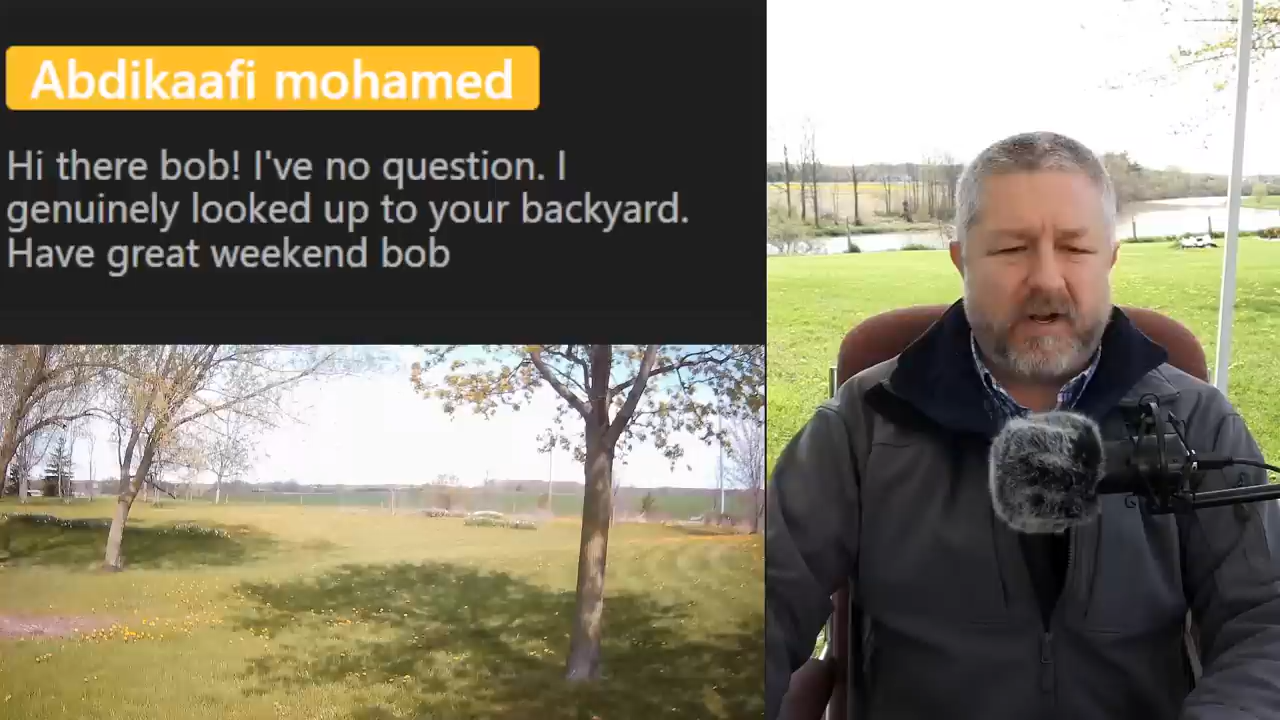 Abdikaafi mohamed
Hi there bob! I've no question. I
genuinely looked up to your backyard.
Have great weekend bob